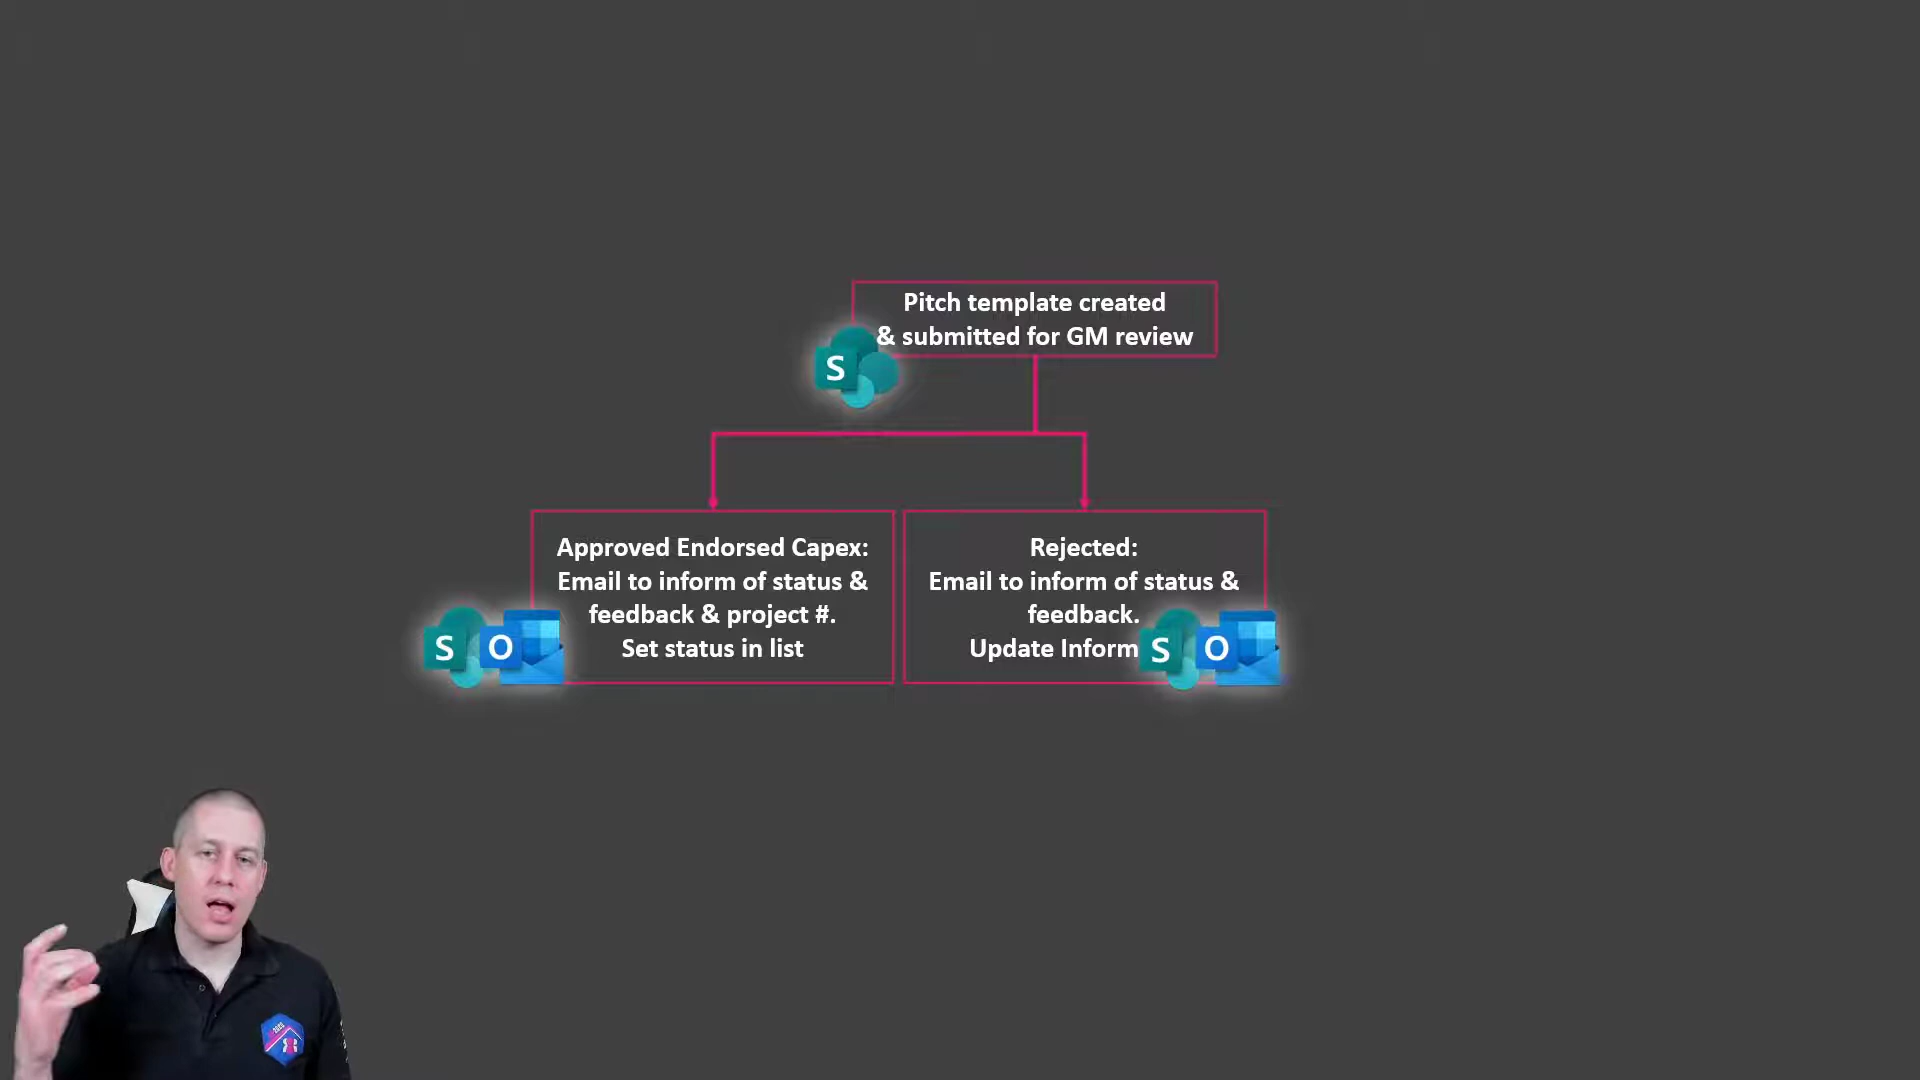 Pitch template created
& submitted for GM review
S
Approved Endorsed Capex:
Email to inform of status &
feedback & project #.
Set status in list
S O
Rejected:
Email to inform of status &
feedback.
Update Inform
S O